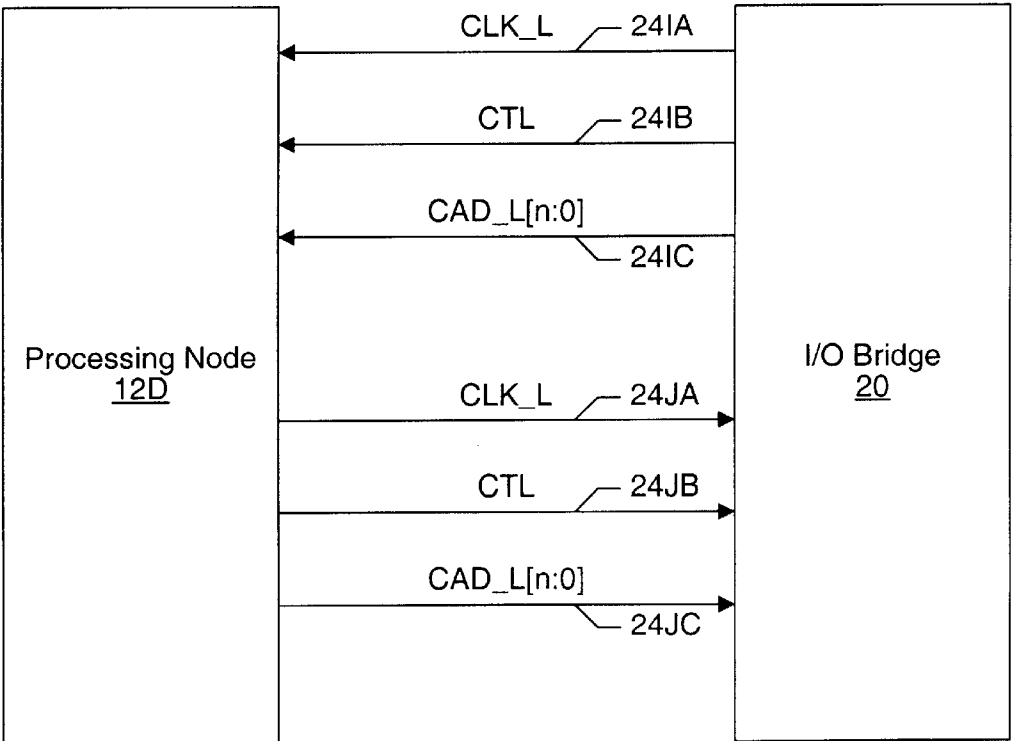 CLK_L 24IA
CTL 24IB
CAD_L[n:0]
24IC
Processing Node
12D
I/O Bridge
20
CLK_L 24JA
CTL 24JB
CAD_L[n:0]
24JC